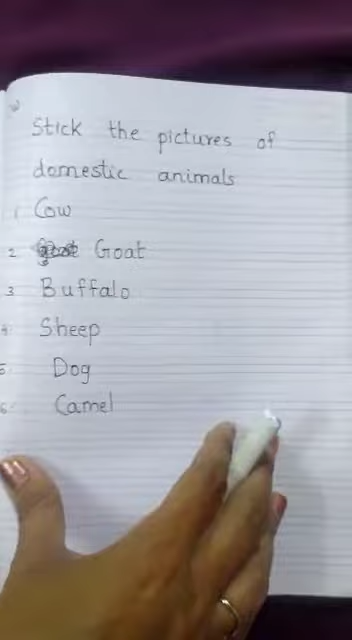 Stick the pictures of
domestic animals
1 Cow
2 Goat
3 Buffalo
4 Sheep
5 Dog
6 Camel